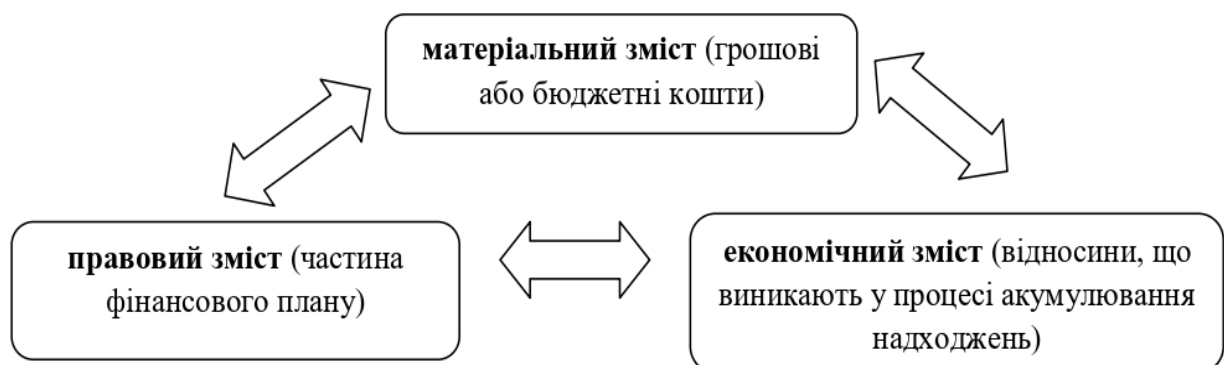 матеріальний зміст (грошові
або бюджетні кошти)
правовий зміст (частина
фінансового плану)
економічний зміст (відносини, що
виникають у процесі акумулювання
надходжень)